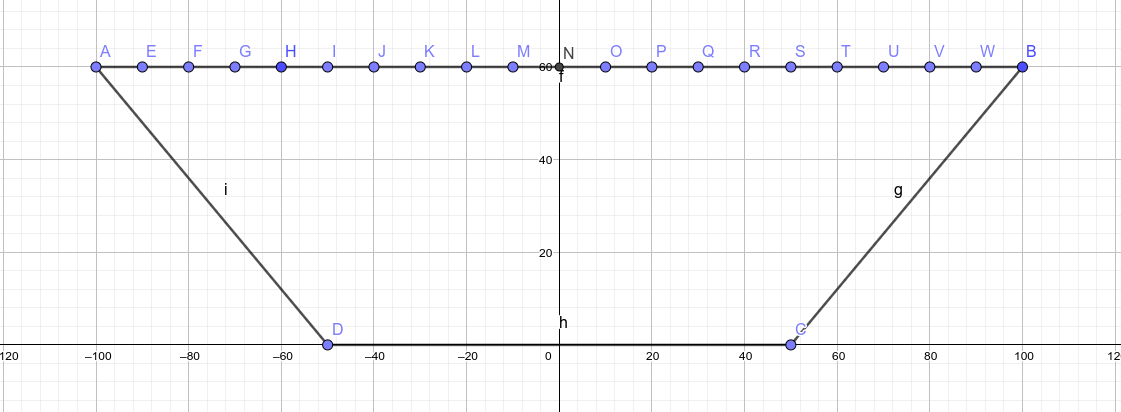 A E F G H I J K L M N O P Q R S T U V W B
60
f
40
i g
20
h
D C
120 –100 –80 –60 –40 –20 0 20 40 60 80 100 12